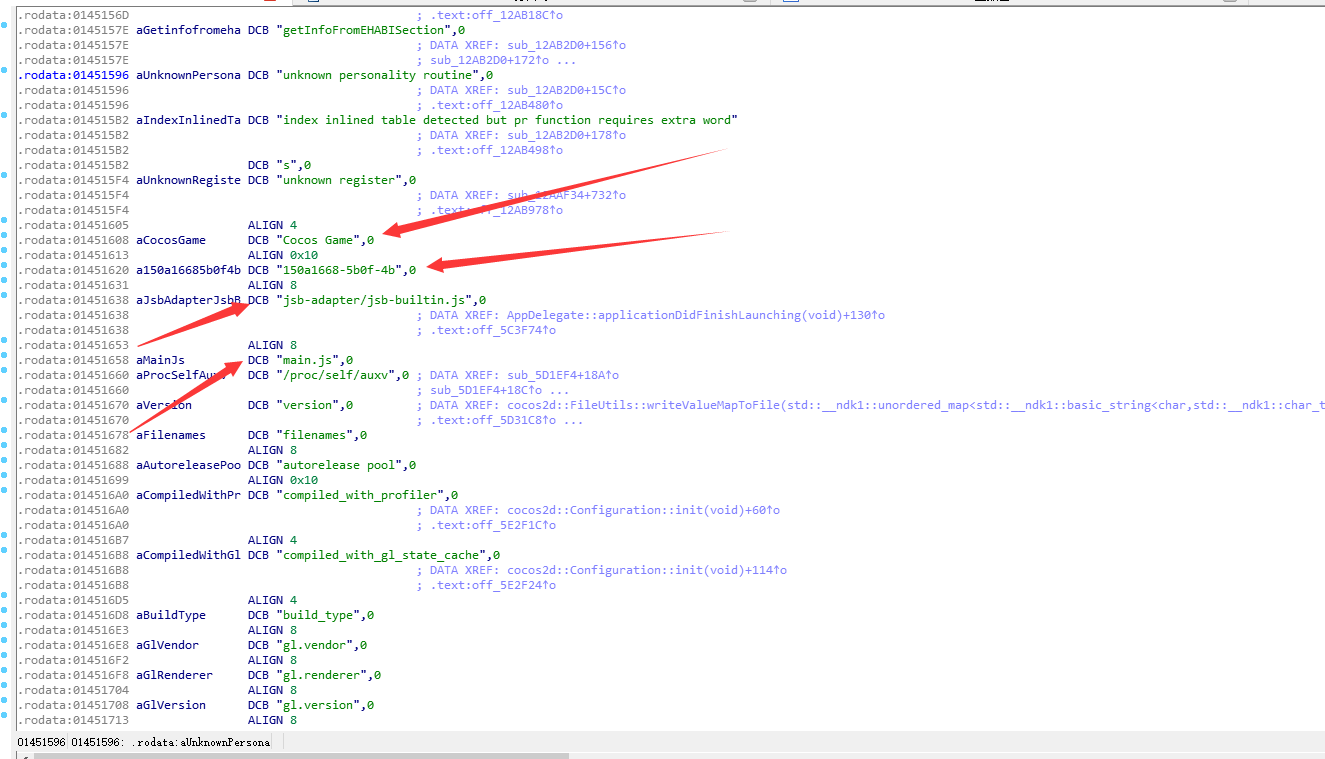 .rodata:0145156D ; .text:off_12AB18C↑o
.rodata:0145157E aGetinfofromeha DCB "getInfoFromEHABISection",0
.rodata:0145157E ; DATA XREF: sub_12AB2D0+156↑o
.rodata:0145157E ; sub_12AB2D0+172↑o ...
.rodata:01451596 aUnknownPersona DCB "unknown personality routine",0
.rodata:01451596 ; DATA XREF: sub_12AB2D0+15C↑o
.rodata:01451596 ; .text:off_12AB480↑o
.rodata:014515B2 aIndexInlinedTa DCB "index inlined table detected but pr function requires extra word"
.rodata:014515B2 ; DATA XREF: sub_12AB2D0+178↑o
.rodata:014515B2 ; .text:off_12AB498↑o
.rodata:014515B2 DCB "s",0
.rodata:014515F4 aUnknownRegiste DCB "unknown register",0
.rodata:014515F4 ; DATA XREF: sub_12AAF34+732↑o
.rodata:014515F4 ; .text:off_12AB978↑o
.rodata:01451605 ALIGN 4
.rodata:01451608 aCocosGame DCB "Cocos Game",0
.rodata:01451613 ALIGN 0x10
.rodata:01451620 a150a16685b0f4b DCB "150a1668-5b0f-4b",0
.rodata:01451631 ALIGN 8
.rodata:01451638 aJsbAdapterJsbB DCB "jsb-adapter/jsb-builtin.js",0
.rodata:01451638 ; DATA XREF: AppDelegate::applicationDidFinishLaunching(void)+130↑o
.rodata:01451638 ; .text:off_5C3F74↑o
.rodata:01451653 ALIGN 8
.rodata:01451658 aMainJs DCB "main.js",0
.rodata:01451660 aProcSelfAuxv DCB "/proc/self/auxv",0 ; DATA XREF: sub_5D1EF4+18A↑o
.rodata:01451660 ; sub_5D1EF4+18C↑o ...
.rodata:01451670 aVersion DCB "version",0 ; DATA XREF: cocos2d::FileUtils::writeValueMapToFile(std::__ndk1::unordered_map<std::__ndk1::basic_string<char,std::__ndk1::char_t
.rodata:01451670 ; .text:off_5D31C8↑o ...
.rodata:01451678 aFilenames DCB "filenames",0
.rodata:01451682 ALIGN 8
.rodata:01451688 aAutoreleasePoo DCB "autorelease pool",0
.rodata:01451699 ALIGN 0x10
.rodata:014516A0 aCompiledWithPr DCB "compiled_with_profiler",0
.rodata:014516A0 ; DATA XREF: cocos2d::Configuration::init(void)+60↑o
.rodata:014516A0 ; .text:off_5E2F1C↑o
.rodata:014516B7 ALIGN 4
.rodata:014516B8 aCompiledWithGl DCB "compiled_with_gl_state_cache",0
.rodata:014516B8 ; DATA XREF: cocos2d::Configuration::init(void)+114↑o
.rodata:014516B8 ; .text:off_5E2F24↑o
.rodata:014516D5 ALIGN 4
.rodata:014516D8 aBuildType DCB "build_type",0
.rodata:014516E3 ALIGN 8
.rodata:014516E8 aGlVendor DCB "gl.vendor",0
.rodata:014516F2 ALIGN 8
.rodata:014516F8 aGlRenderer DCB "gl.renderer",0
.rodata:01451704 ALIGN 8
.rodata:01451708 aGlVersion DCB "gl.version",0
.rodata:01451713 ALIGN 8
01451596 01451596: .rodata:aUnknownPersona